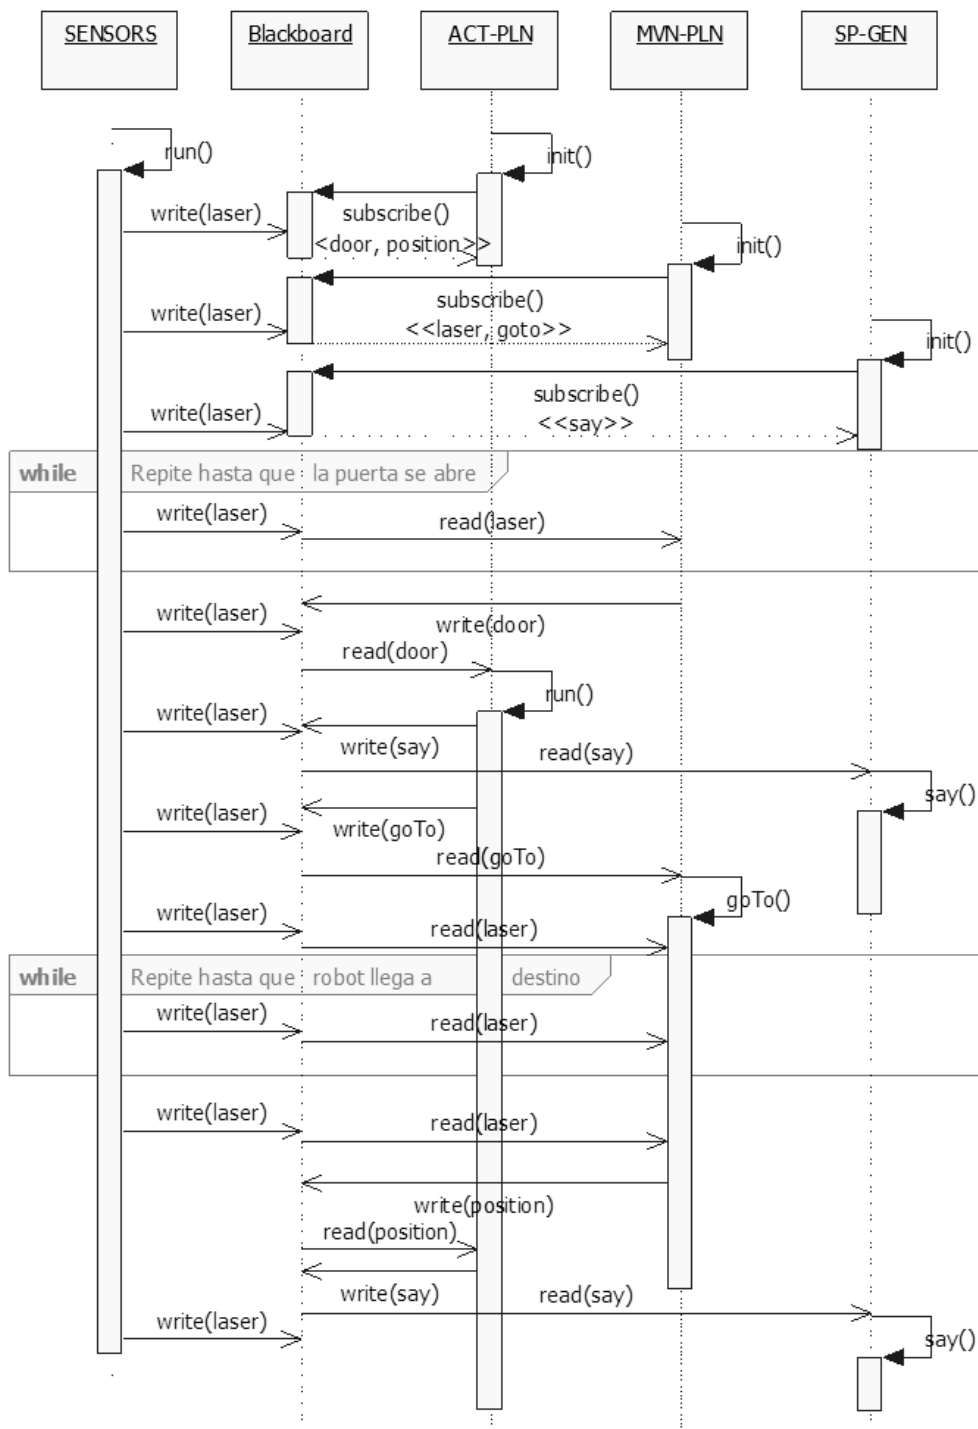 SENSORS
Blackboard
ACT-PLN
MVN-PLN
SP-GEN
run()
init()
write(laser)
subscribe()
<door, position>>
init()
subscribe()
write(laser)
<<laser, goto>>
init()
subscribe()
write(laser)
<<say>>
while Repite hasta que la puerta se abre
write(laser)
read(laser)
write(laser)
write(door)
read(door)
run()
write(laser)
write(say)
read(say)
say()
write(laser)
write(goTo)
read(goTo)
goTo()
write(laser)
read(laser)
while Repite hasta que robot llega a destino
write(laser)
read(laser)
write(laser)
read(laser)
write(position)
read(position)
write(say)
read(say)
write(laser)
say()